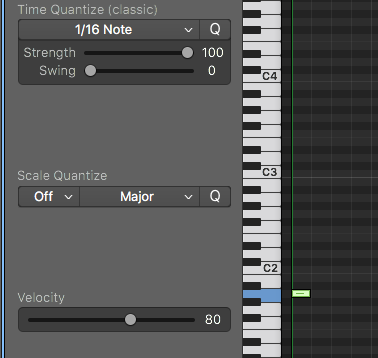 Time Quantize (classic)
1/16 Note Q
Strength 100
Swing 0
C4
C3
Scale Quantize
Off Major Q
C2
Velocity
80